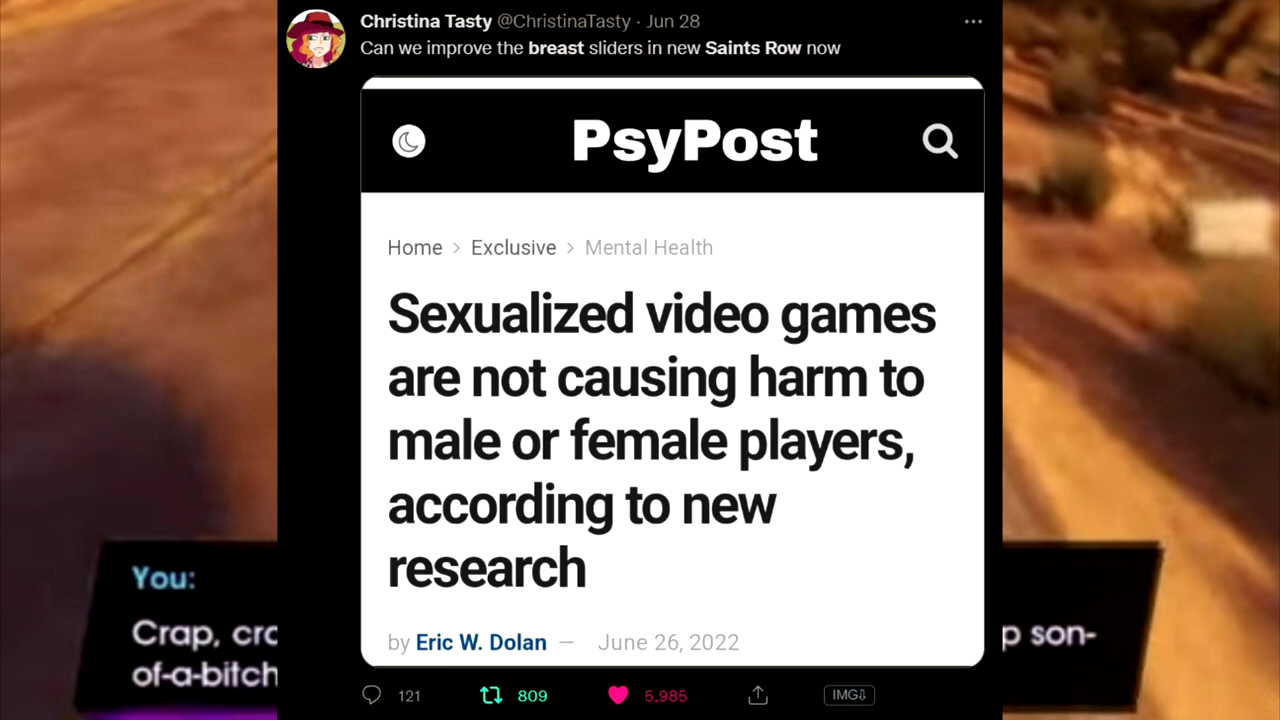 Christina Tasty @ChristinaTasty · Jun 28
Can we improve the breast sliders in new Saints Row now
PsyPost
Home > Exclusive > Mental Health
Sexualized video games
are not causing harm to
male or female players,
according to new
research
by Eric W. Dolan — June 26, 2022
121 809 5,985 IMG
You:
Crap, son-
of-a-bitch